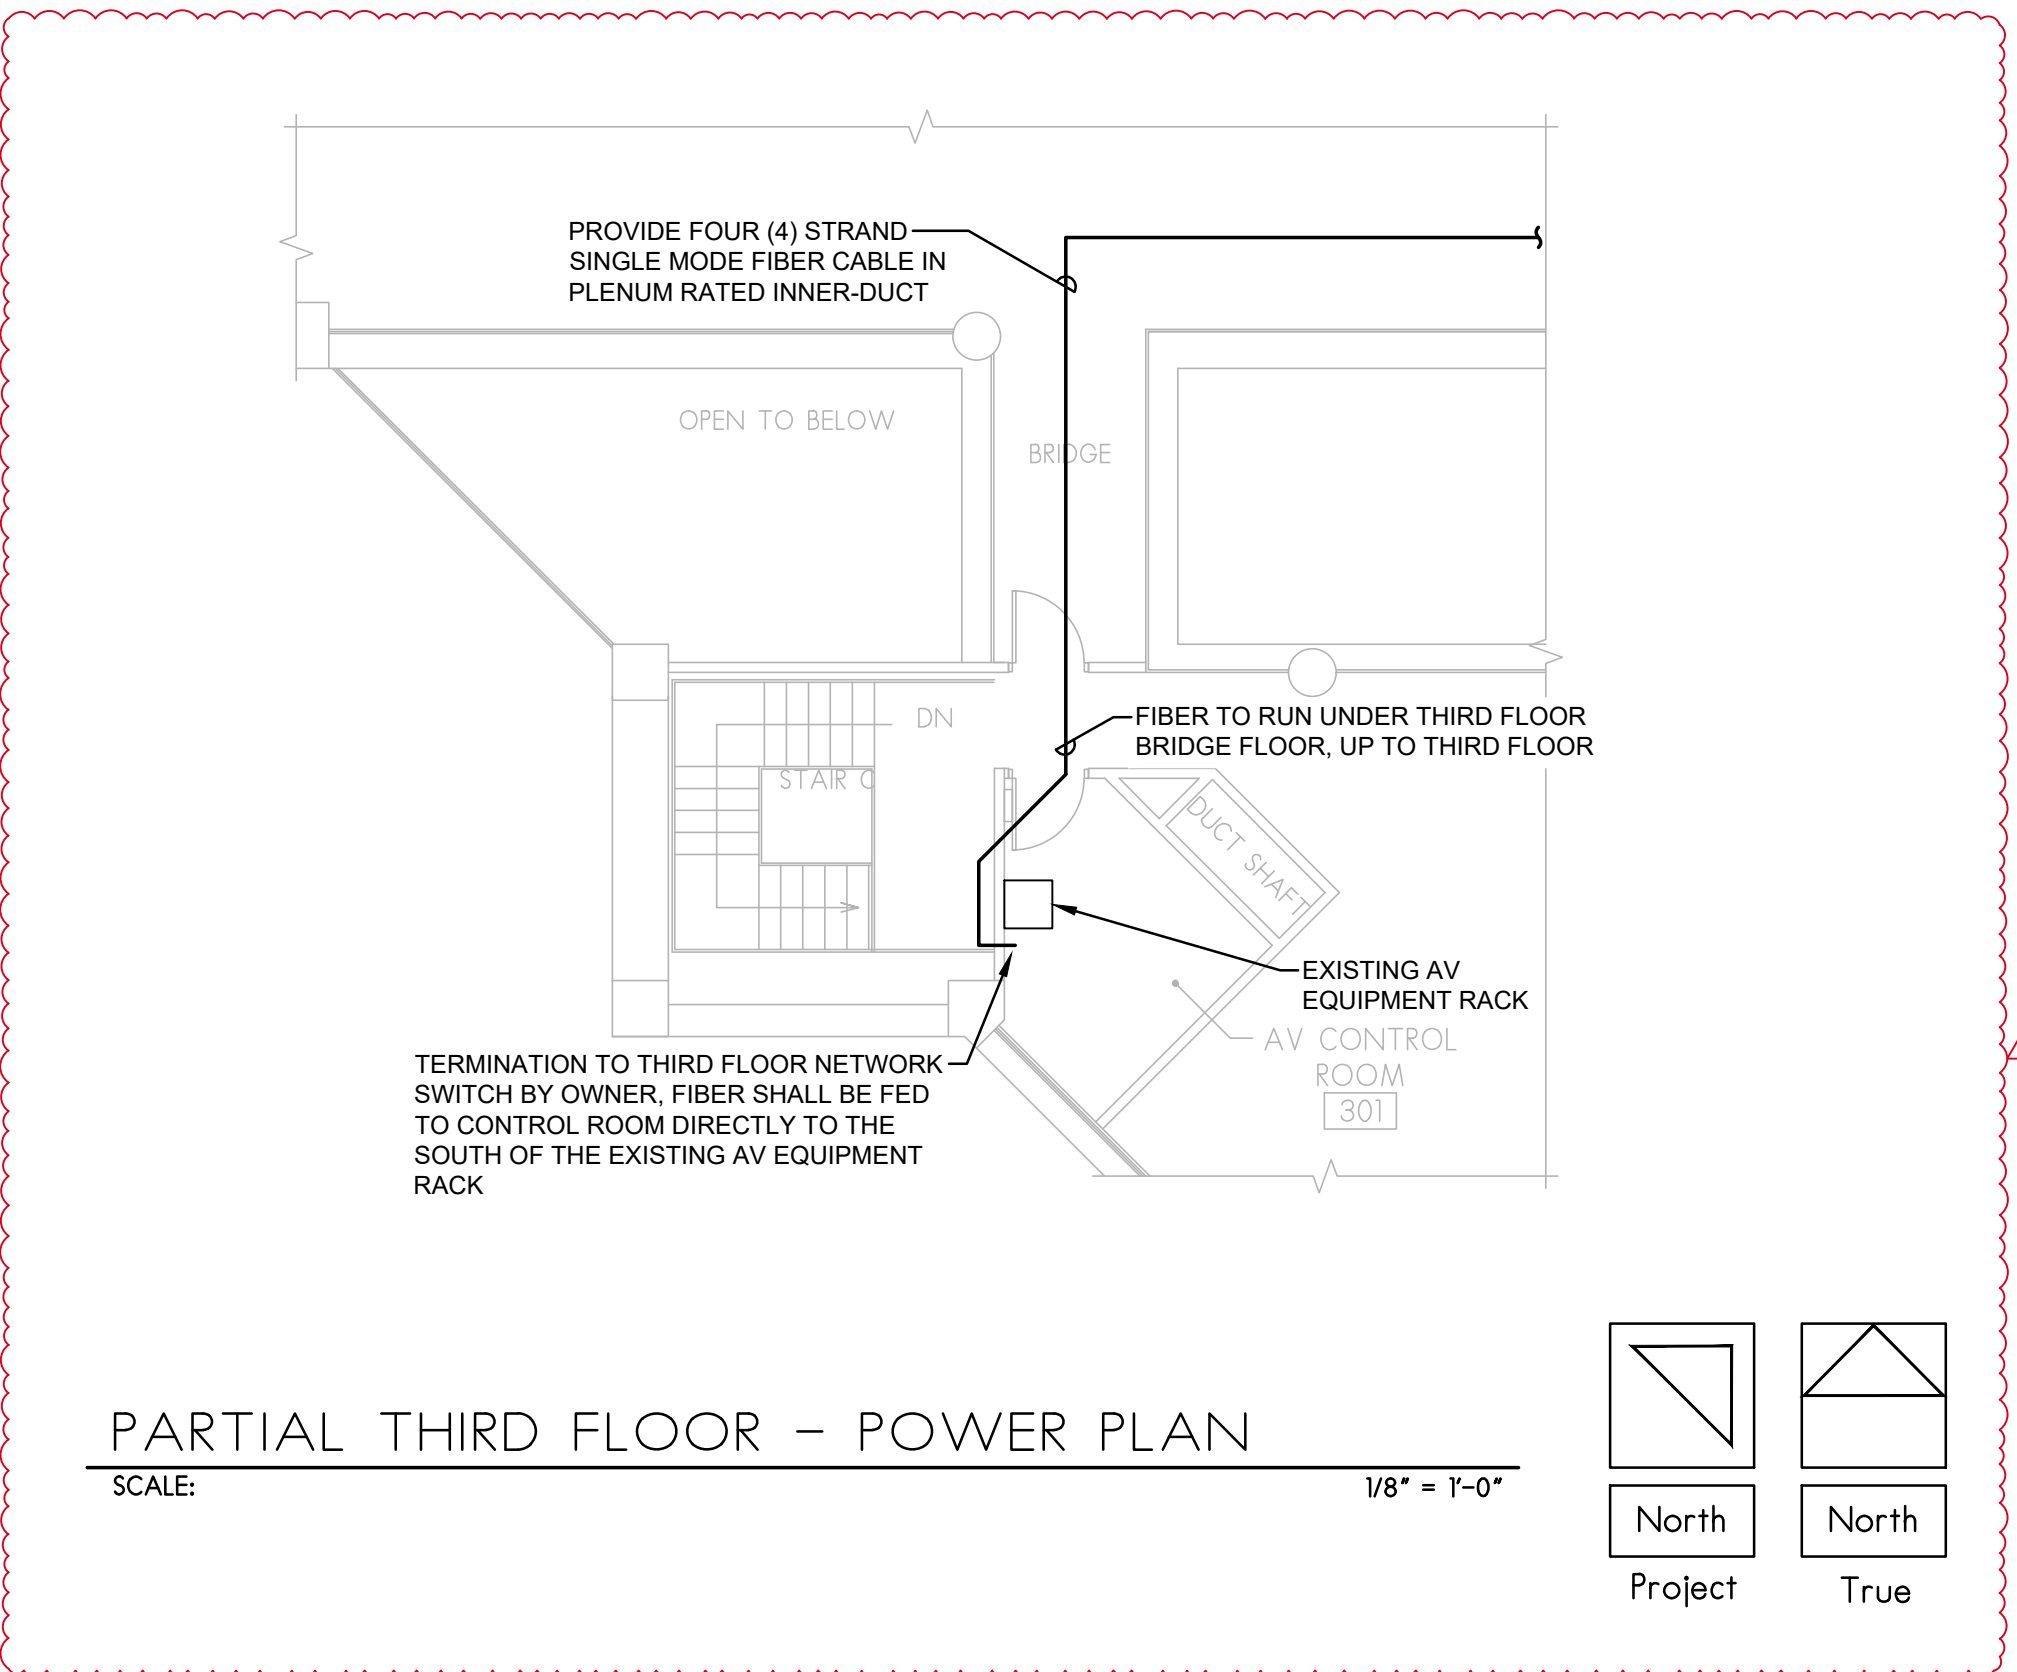 PROVIDE FOUR (4) STRAND
SINGLE MODE FIBER CABLE IN
PLENUM RATED INNER-DUCT
OPEN TO BELOW
BRIDGE
DN
FIBER TO RUN UNDER THIRD FLOOR
BRIDGE FLOOR, UP TO THIRD FLOOR
STAIR C
DUCT SHAFT
EXISTING AV
EQUIPMENT RACK
AV CONTROL
ROOM
301
TERMINATION TO THIRD FLOOR NETWORK
SWITCH BY OWNER, FIBER SHALL BE FED
TO CONTROL ROOM DIRECTLY TO THE
SOUTH OF THE EXISTING AV EQUIPMENT
RACK
PARTIAL THIRD FLOOR - POWER PLAN
SCALE:
1/8" = 1'-0"
North
Project
North
True